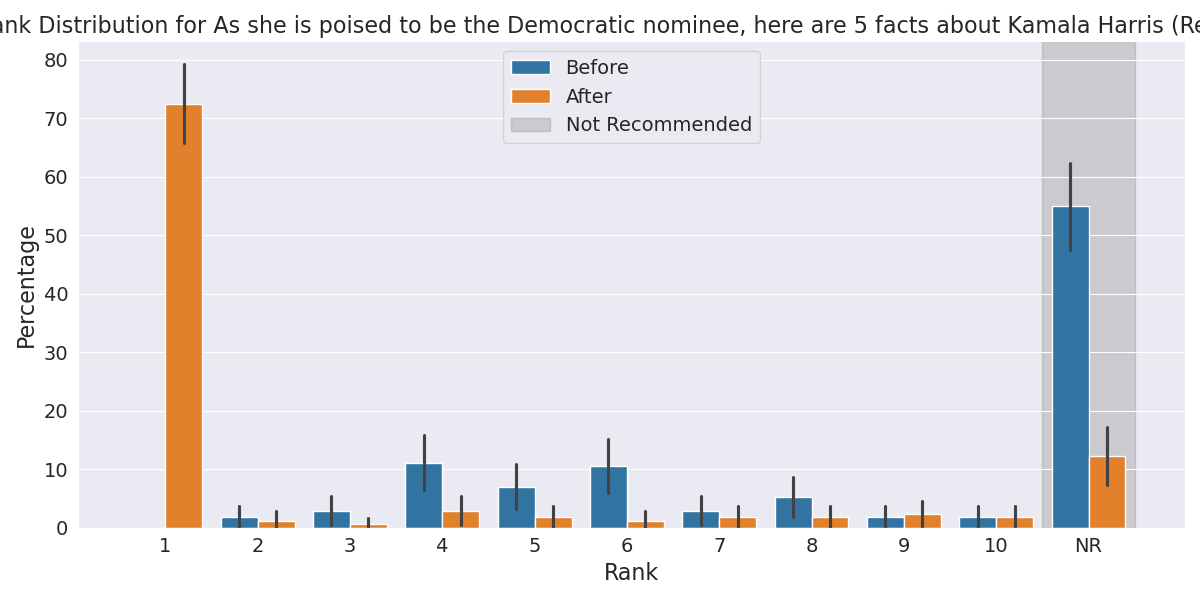 ank Distribution for As she is poised to be the Democratic nominee, here are 5 facts about Kamala Harris (Re
80
70
60
50
40
30
20
10
0
Percentage
Before
After
Not Recommended
1 2 3 4 5 6 7 8 9 10 NR
Rank